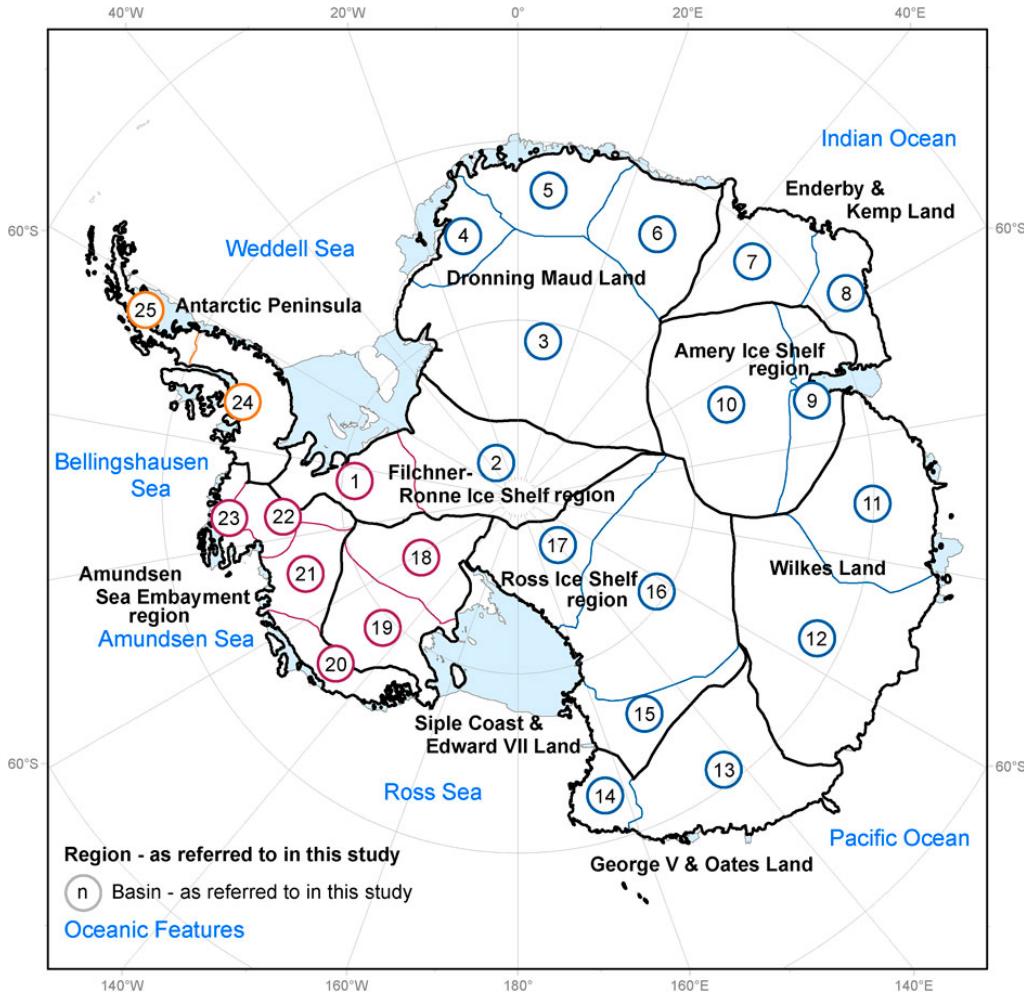 40°W
20°W
0°
20°E
40°E
Indian Ocean
5
Enderby &
Kemp Land
60°S
60°S
4
6
Weddell Sea
7
Dronning Maud Land
8
25
Antarctic Peninsula
3
Amery Ice Shelf
region
24
10
9
Bellingshausen
Sea
2
1
Filchner-
Ronne Ice Shelf region
11
23
22
17
18
Wilkes Land
21
Ross Ice Shelf
region
Amundsen
Sea Embayment
region
16
19
12
Amundsen Sea
20
15
Siple Coast &
Edward VII Land
60°S
60°S
13
Ross Sea
14
Pacific Ocean
Region - as referred to in this study
George V & Oates Land
n Basin - as referred to in this study
Oceanic Features
140°W
160°W
180°
160°E
140°E